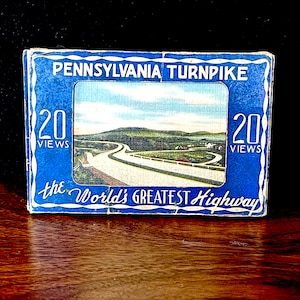 PENNSYLVANIA TURNPIKE
20 VIEWS
20 VIEWS
the World's GREATEST Highway